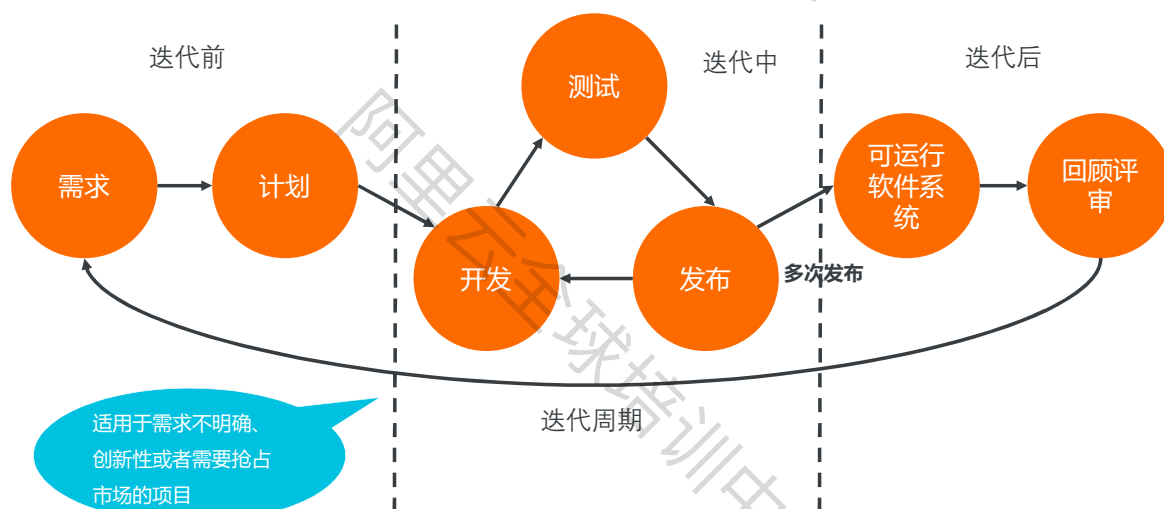 迭代前
迭代中
迭代后
需求
计划
测试
开发
发布
多次发布
可运行
软件系
统
回顾评
审
迭代周期
适用于需求不明确、
创新性或者需要抢占
市场的项目
阿里云全球培训中